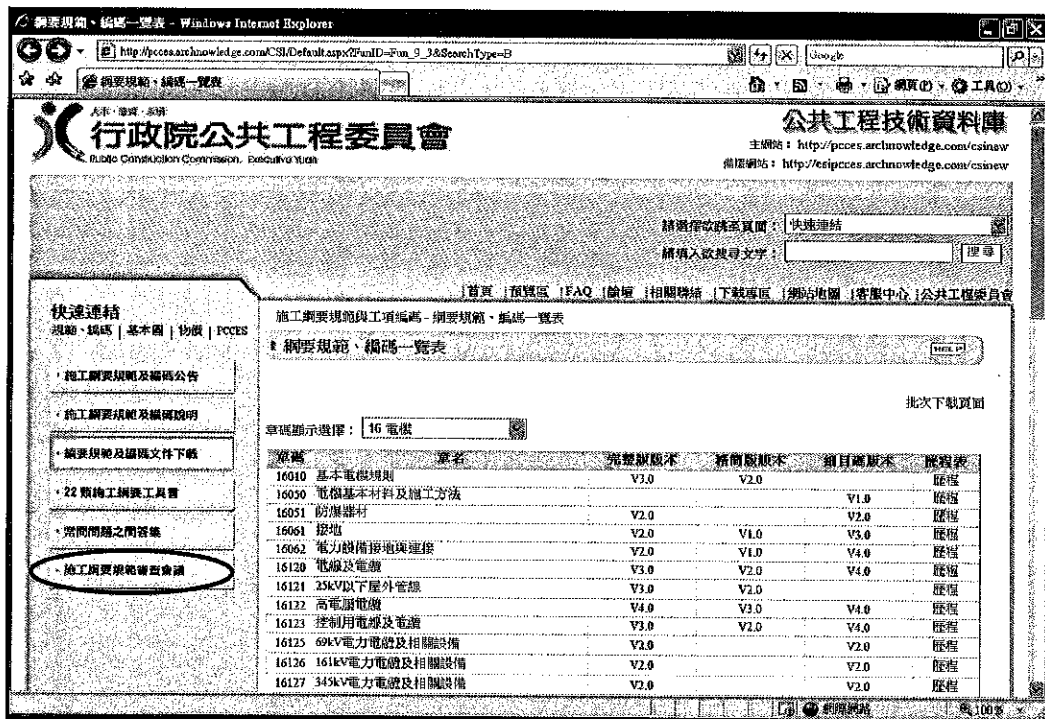 綱要規範、編碼一覽表 - Windows Internet Explorer
http://pcces.archnowledge.com/CSI/Default.aspx?FunID=Fun_9_3&SearchType=B
Google
綱要規範、編碼一覽表
網頁(P) 工具(O)
行政院公共工程委員會
Public Construction Commission, Executive Yuan
公共工程技術資料庫
主網站： http://pcces.archnowledge.com/csinew
備援網站： http://csipcces.archnowledge.com/csinew
請選擇欲跳至頁面： 快速連結
請填入欲搜尋文字： 搜尋
|首頁 |預覽區 |FAQ |論壇 |相關聯結 |下載專區 |網站地圖 |客服中心 |公共工程委員會
快速連結
規範、編碼 | 基本圖 | 物價 | PCCES
施工綱要規範與工項編碼 - 綱要規範、編碼一覽表
綱要規範、編碼一覽表 HELP
・施工綱要規範及編碼公告
・施工綱要規範及編碼說明
・綱要規範及編碼文件下載
・22 類施工綱要工具書
・常問問題之問答集
・施工綱要規範審查會議
批次下載頁面
章碼顯示選擇： 16 電機
章碼 章名 完整版版本 精簡版版本 細目碼版本 歷程表
16010 基本電機規則 V3.0 V2.0 歷程
16050 電機基本材料及施工方法 V1.0 歷程
16051 防爆器材 V2.0 V2.0 歷程
16061 接地 V2.0 V1.0 V3.0 歷程
16062 電力設備接地與連接 V2.0 V1.0 V4.0 歷程
16120 電線及電纜 V3.0 V2.0 V4.0 歷程
16121 25kV以下屋外管線 V3.0 V2.0 歷程
16122 高電壓電纜 V4.0 V3.0 V4.0 歷程
16123 控制用電線及電纜 V3.0 V2.0 V4.0 歷程
16125 69kV電力電纜及相關設備 V2.0 V2.0 歷程
16126 161kV電力電纜及相關設備 V2.0 V2.0 歷程
16127 345kV電力電纜及相關設備 V2.0 V2.0 歷程
網際網路 100%